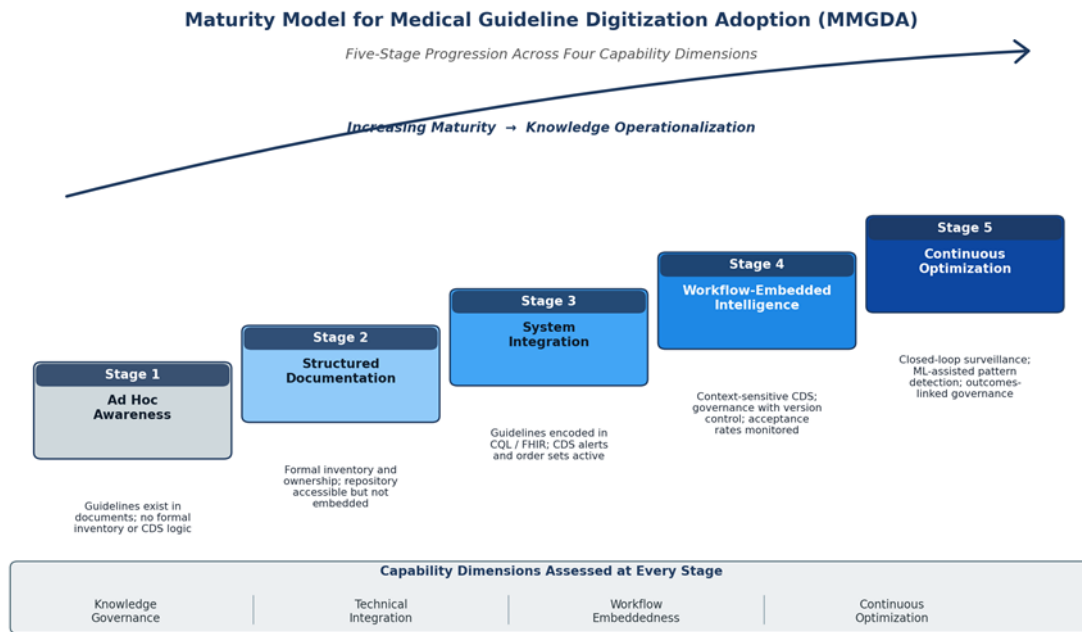 Maturity Model for Medical Guideline Digitization Adoption (MMGDA)
Five-Stage Progression Across Four Capability Dimensions
Increasing Maturity → Knowledge Operationalization
Stage 1
Ad Hoc
Awareness
Guidelines exist in
documents; no formal
inventory or CDS logic
Stage 2
Structured
Documentation
Formal inventory and
ownership; repository
accessible but not
embedded
Stage 3
System
Integration
Guidelines encoded in
CQL / FHIR; CDS alerts
and order sets active
Stage 4
Workflow-Embedded
Intelligence
Context-sensitive CDS;
governance with version
control; acceptance
rates monitored
Stage 5
Continuous
Optimization
Closed-loop surveillance;
ML-assisted pattern
detection; outcomes-
linked governance
Capability Dimensions Assessed at Every Stage
Knowledge
Governance
Technical
Integration
Workflow
Embeddedness
Continuous
Optimization